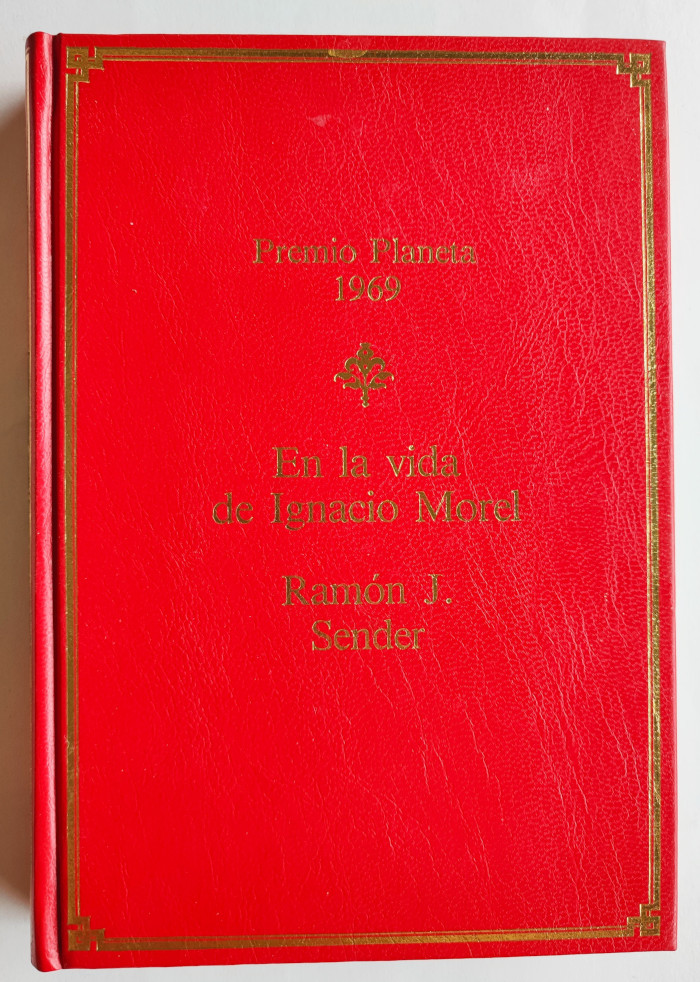 Premio Planeta
1969
En la vida
de Ignacio Morel
Ramón J.
Sender